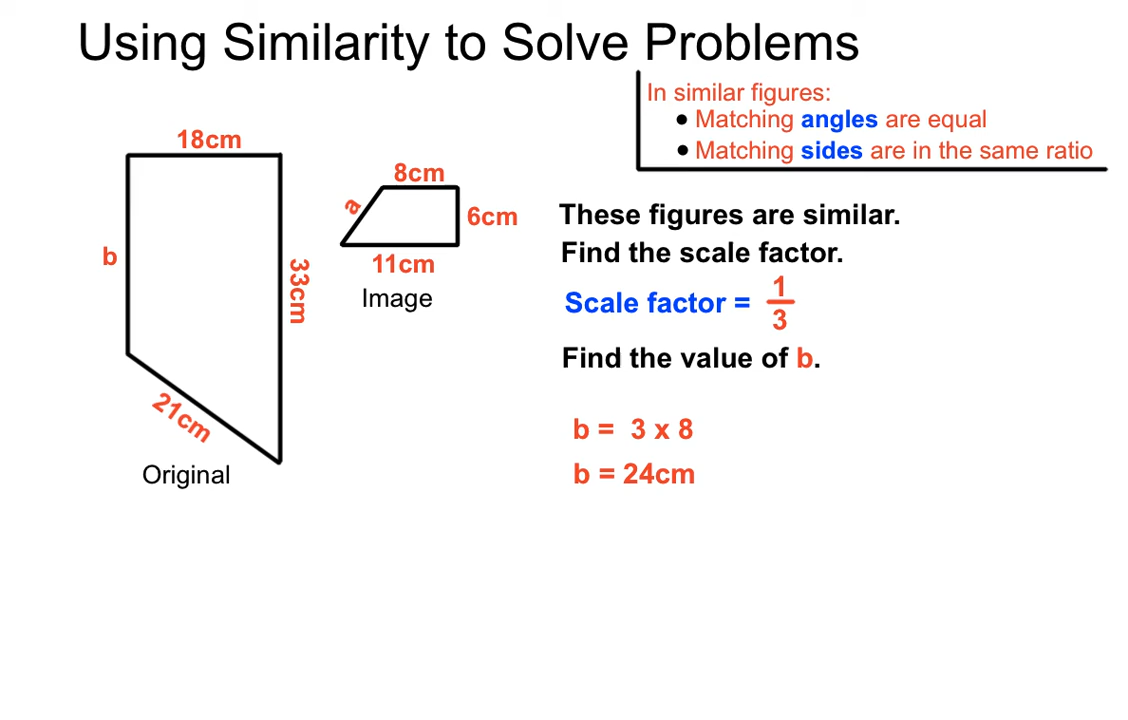 Using Similarity to Solve Problems
In similar figures:
• Matching angles are equal
• Matching sides are in the same ratio
18cm
b
33cm
21cm
Original
8cm
a
6cm
11cm
Image
These figures are similar.
Find the scale factor.
Scale factor = 1/3
Find the value of b.
b = 3 x 8
b = 24cm